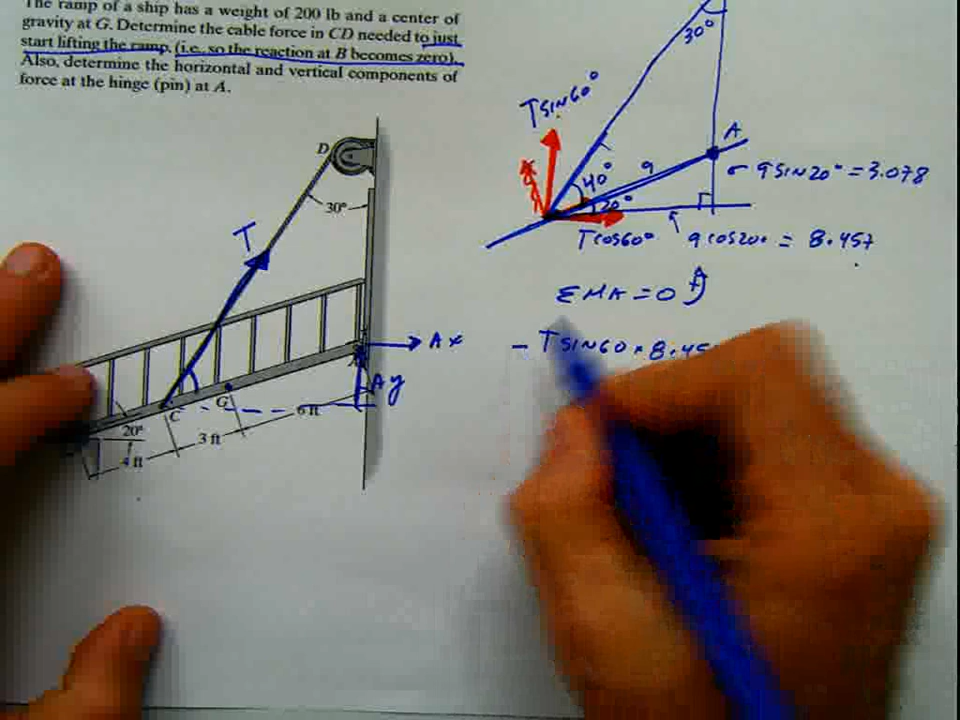 The ramp of a ship has a weight of 200 lb and a center of
gravity at G. Determine the cable force in CD needed to just
start lifting the ramp, (i.e., so the reaction at B becomes zero).
Also, determine the horizontal and vertical components of
force at the hinge (pin) at A.
D
30°
T
Ax
Ay
C
G
20°
4 ft
3 ft
6 ft
30°
Tsin60°
A
9
40°
20°
9sin20° = 3.078
Tcos60°
9cos20° = 8.457
ΣMA = 0
- Tsin60 × 8.45